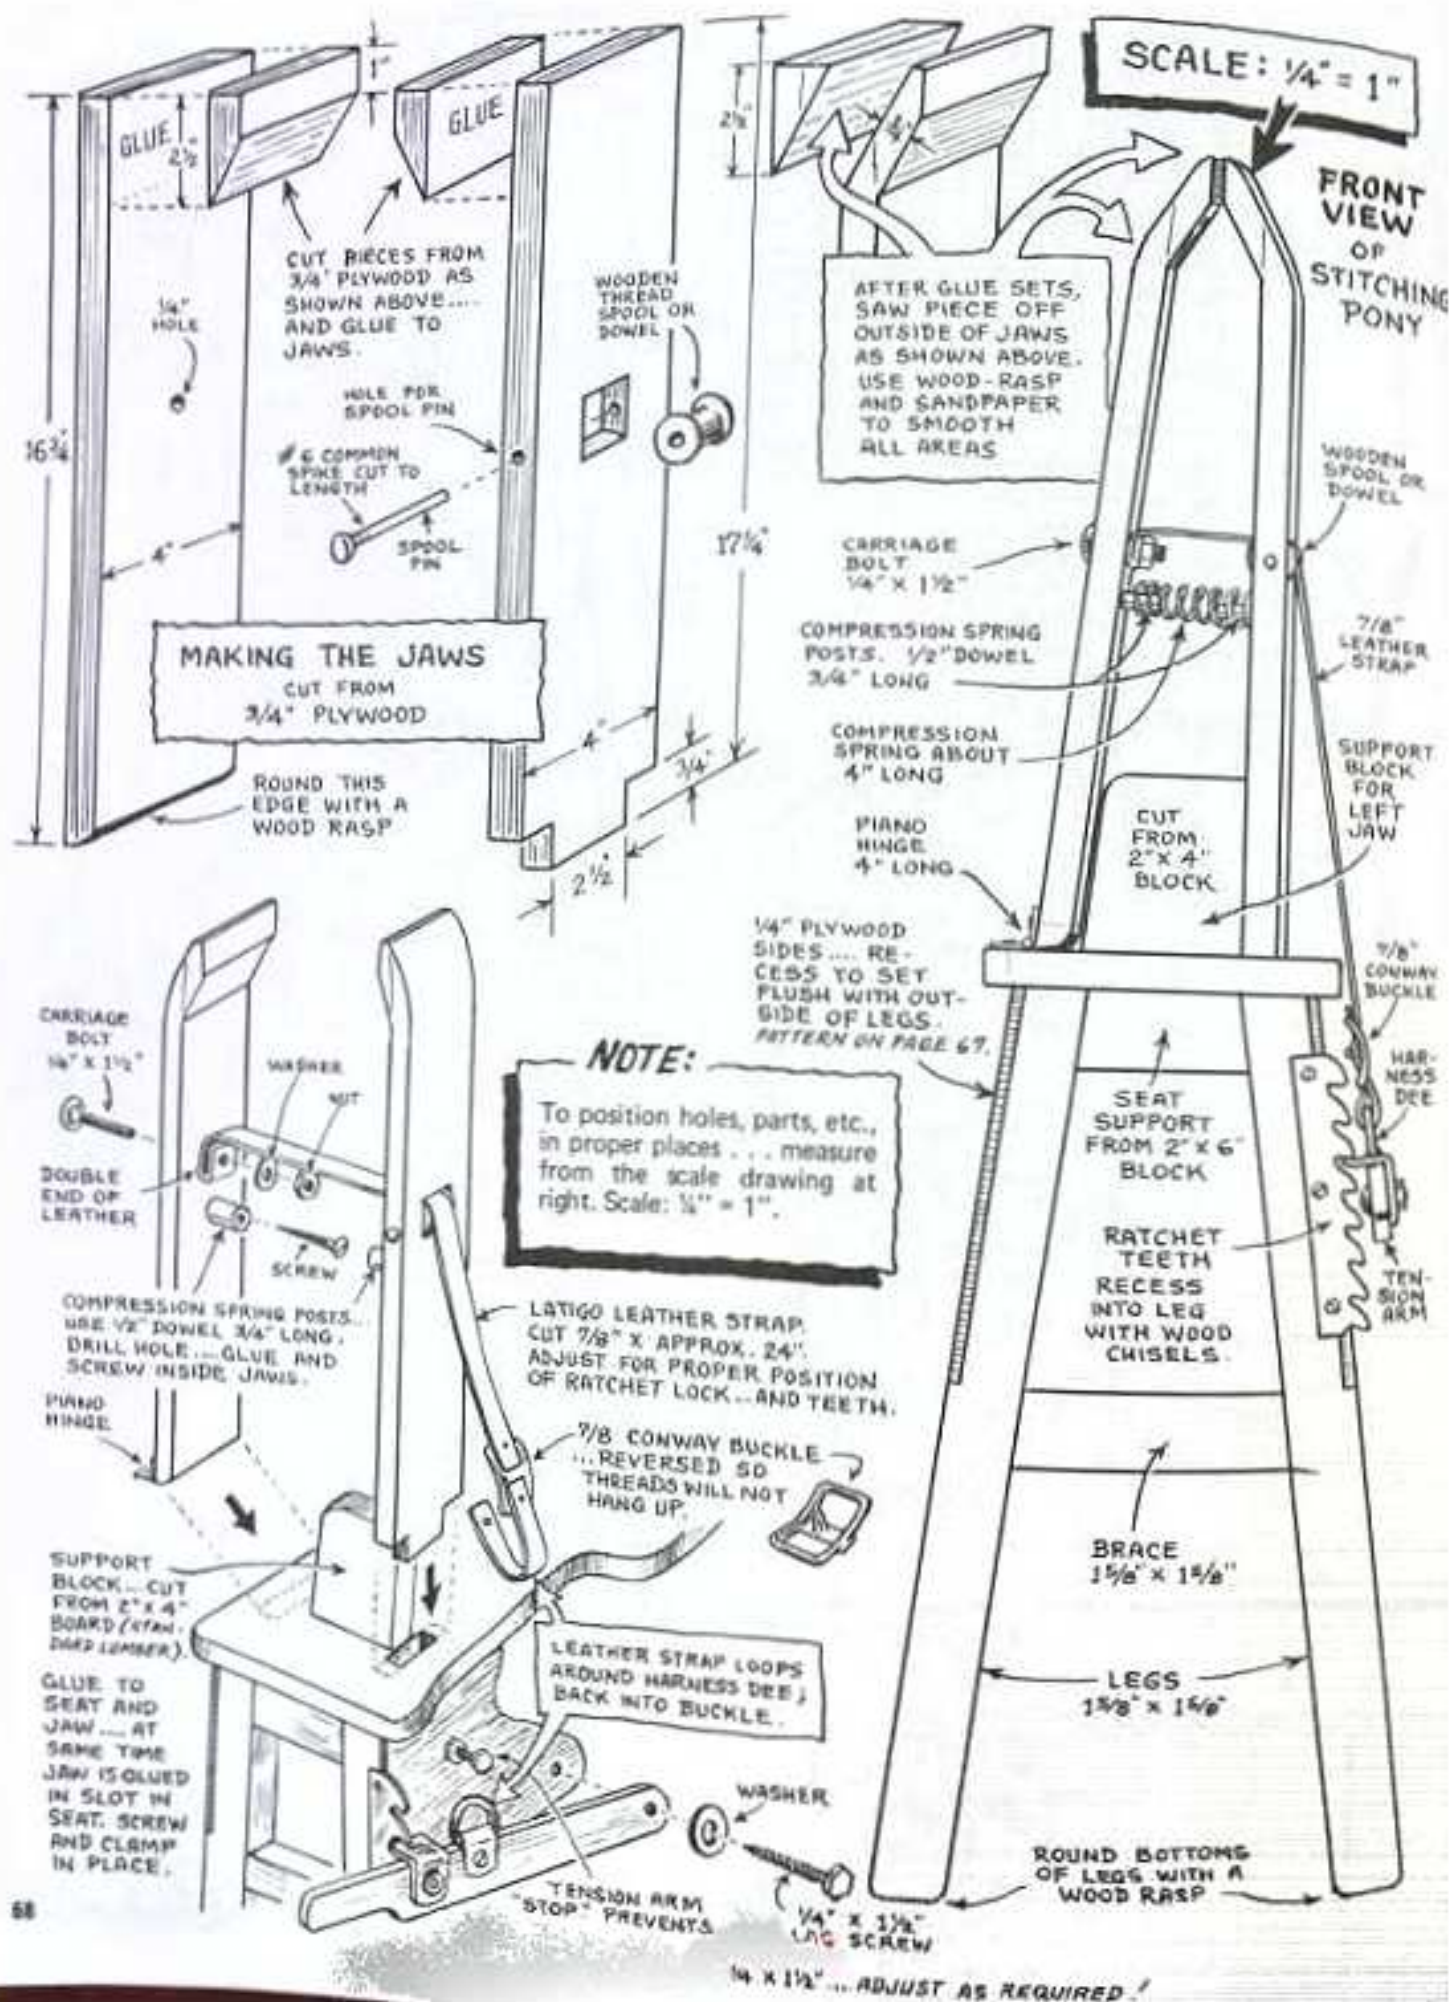 SCALE: 1/4" = 1"
FRONT
VIEW
OF
STITCHING
PONY
1"
GLUE
2½"
GLUE
2½"
¾"
CUT PIECES FROM
3/4" PLYWOOD AS
SHOWN ABOVE....
AND GLUE TO
JAWS.
¼"
HOLE
WOODEN
THREAD
SPOOL OR
DOWEL
AFTER GLUE SETS,
SAW PIECE OFF
OUTSIDE OF JAWS
AS SHOWN ABOVE.
USE WOOD-RASP
AND SANDPAPER
TO SMOOTH
ALL AREAS
HOLE FOR
SPOOL PIN
#6 COMMON
SPIKE CUT TO
LENGTH
SPOOL
PIN
16¾"
4"
17¼"
WOODEN
SPOOL OR
DOWEL
CARRIAGE
BOLT
¼" X 1½"
COMPRESSION SPRING
POSTS. 1/2" DOWEL
3/4" LONG
7/8"
LEATHER
STRAP
MAKING THE JAWS
CUT FROM
3/4" PLYWOOD
4"
3/4"
2½"
COMPRESSION
SPRING ABOUT
4" LONG
SUPPORT
BLOCK
FOR
LEFT
JAW
ROUND THIS
EDGE WITH A
WOOD RASP
PIANO
HINGE
4" LONG
CUT
FROM
2" X 4"
BLOCK
¼" PLYWOOD
SIDES.... RE-
CESS TO SET
FLUSH WITH OUT-
SIDE OF LEGS.
PATTERN ON PAGE 67.
7/8"
CONWAY
BUCKLE
HAR-
NESS
DEE
CARRIAGE
BOLT
¼" X 1½"
WASHER
NUT
DOUBLE
END OF
LEATHER
SCREW
NOTE:
To position holes, parts, etc.,
in proper places . . . measure
from the scale drawing at
right. Scale: ¼" = 1".
SEAT
SUPPORT
FROM 2" X 6"
BLOCK
RATCHET
TEETH
RECESS
INTO LEG
WITH WOOD
CHISELS.
TEN-
SION
ARM
COMPRESSION SPRING POSTS...
USE ½" DOWEL 3/4" LONG.
DRILL HOLE....GLUE AND
SCREW INSIDE JAWS.
PIANO
HINGE
LATIGO LEATHER STRAP.
CUT 7/8" X APPROX. 24".
ADJUST FOR PROPER POSITION
OF RATCHET LOCK...AND TEETH.
7/8 CONWAY BUCKLE
...REVERSED SO
THREADS WILL NOT
HANG UP.
BRACE
1 5/8" X 1 5/8"
SUPPORT
BLOCK...CUT
FROM 2" X 4"
BOARD (STAN-
DARD LUMBER).
GLUE TO
SEAT AND
JAW.... AT
SAME TIME
JAW IS GLUED
IN SLOT IN
SEAT. SCREW
AND CLAMP
IN PLACE.
LEATHER STRAP LOOPS
AROUND HARNESS DEE;
BACK INTO BUCKLE.
LEGS
1 5/8" X 1 5/8"
WASHER
ROUND BOTTOMS
OF LEGS WITH A
WOOD RASP
TENSION ARM
"STOP" PREVENTS
¼" X 1½"
LAG SCREW
¼ X 1½"... ADJUST AS REQUIRED!
68